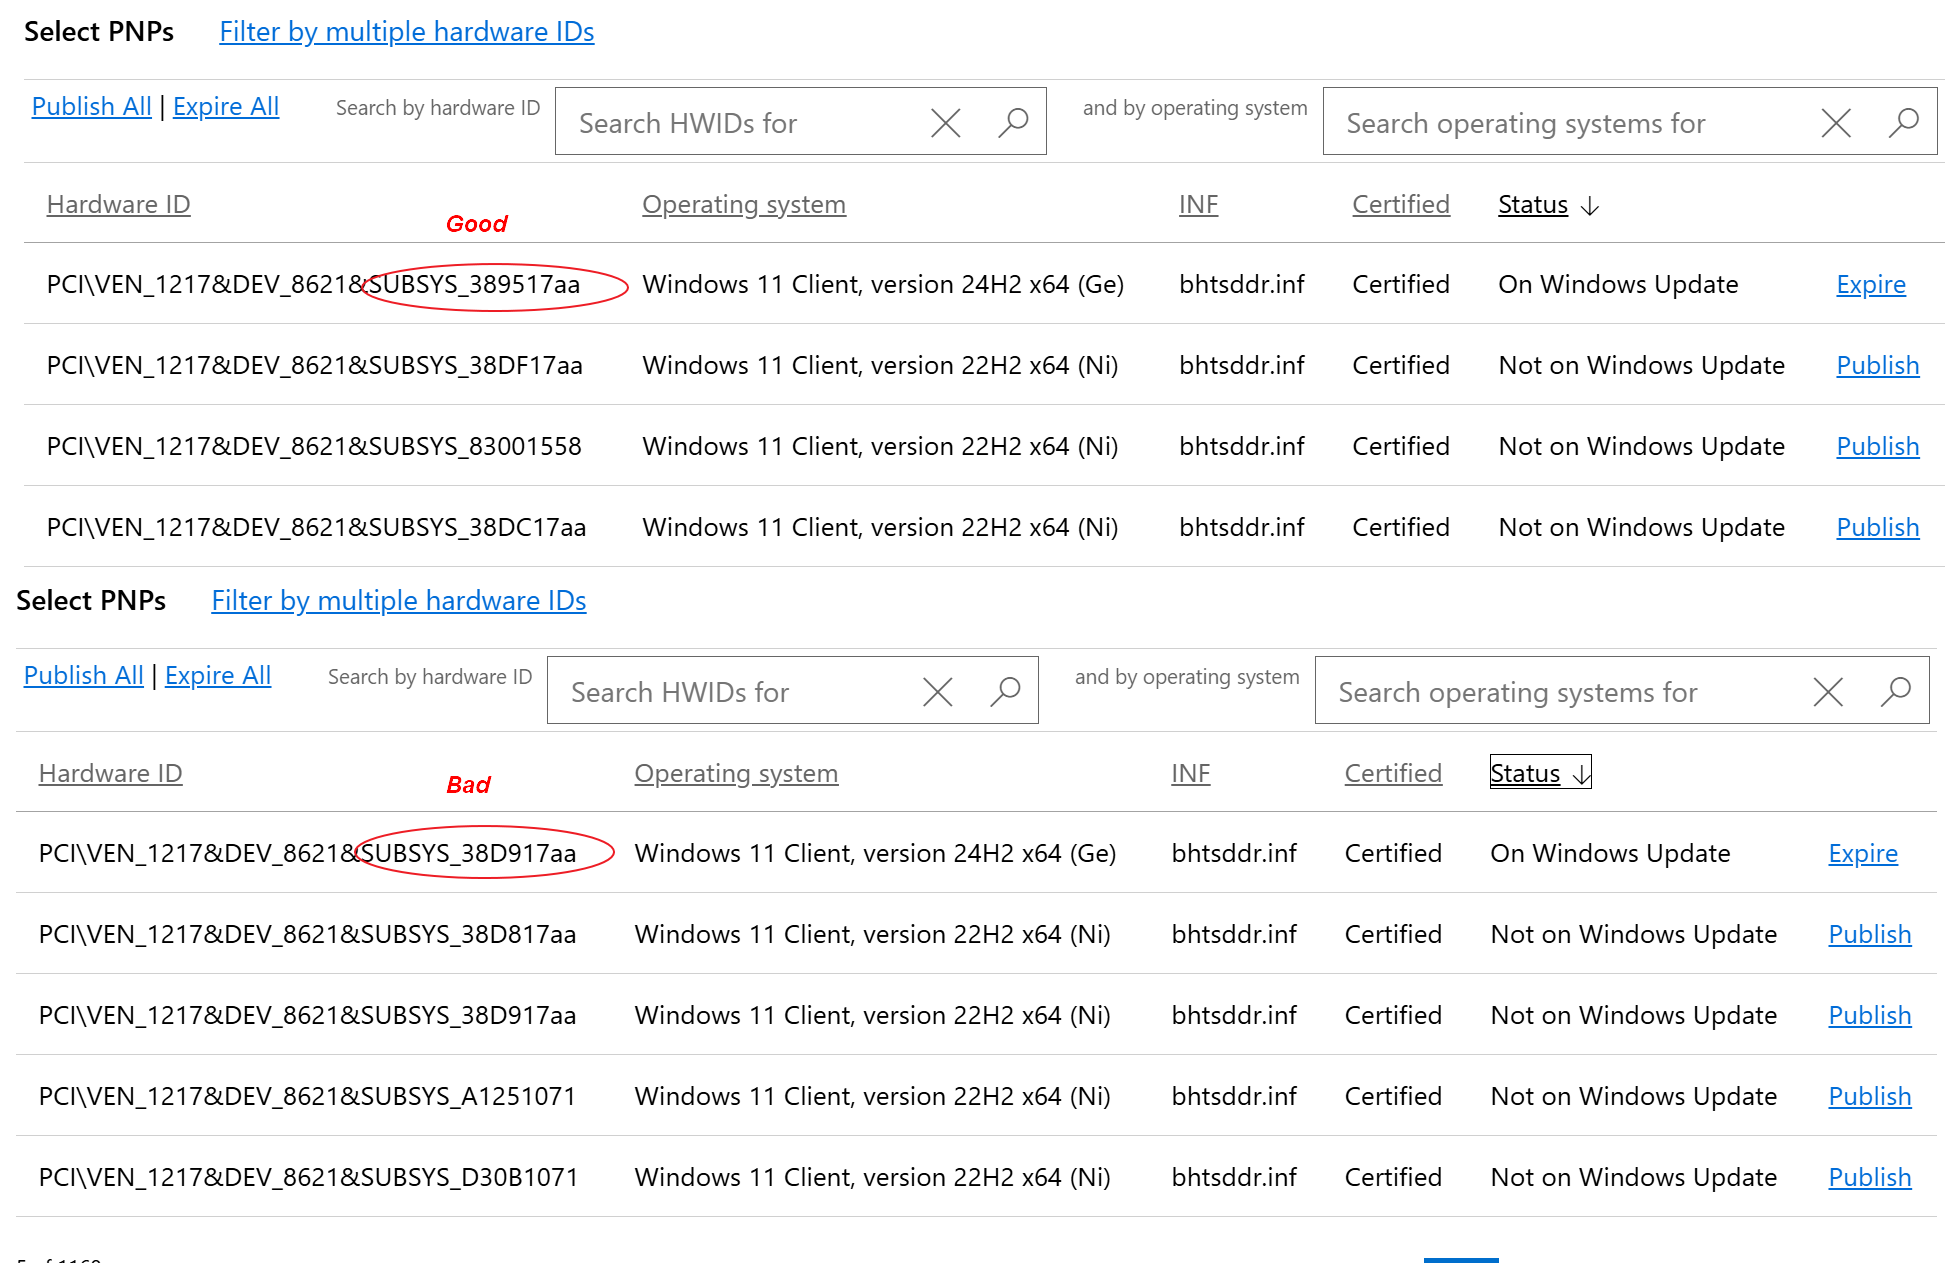 Select PNPs Filter by multiple hardware IDs
Publish All | Expire All Search by hardware ID Search HWIDs for and by operating system Search operating systems for
Hardware ID Good Operating system INF Certified Status ↓
PCI\VEN_1217&DEV_8621&SUBSYS_389517aa Windows 11 Client, version 24H2 x64 (Ge) bhtsddr.inf Certified On Windows Update Expire
PCI\VEN_1217&DEV_8621&SUBSYS_38DF17aa Windows 11 Client, version 22H2 x64 (Ni) bhtsddr.inf Certified Not on Windows Update Publish
PCI\VEN_1217&DEV_8621&SUBSYS_83001558 Windows 11 Client, version 22H2 x64 (Ni) bhtsddr.inf Certified Not on Windows Update Publish
PCI\VEN_1217&DEV_8621&SUBSYS_38DC17aa Windows 11 Client, version 22H2 x64 (Ni) bhtsddr.inf Certified Not on Windows Update Publish
Select PNPs Filter by multiple hardware IDs
Publish All | Expire All Search by hardware ID Search HWIDs for and by operating system Search operating systems for
Hardware ID Bad Operating system INF Certified Status ↓
PCI\VEN_1217&DEV_8621&SUBSYS_38D917aa Windows 11 Client, version 24H2 x64 (Ge) bhtsddr.inf Certified On Windows Update Expire
PCI\VEN_1217&DEV_8621&SUBSYS_38D817aa Windows 11 Client, version 22H2 x64 (Ni) bhtsddr.inf Certified Not on Windows Update Publish
PCI\VEN_1217&DEV_8621&SUBSYS_38D917aa Windows 11 Client, version 22H2 x64 (Ni) bhtsddr.inf Certified Not on Windows Update Publish
PCI\VEN_1217&DEV_8621&SUBSYS_A1251071 Windows 11 Client, version 22H2 x64 (Ni) bhtsddr.inf Certified Not on Windows Update Publish
PCI\VEN_1217&DEV_8621&SUBSYS_D30B1071 Windows 11 Client, version 22H2 x64 (Ni) bhtsddr.inf Certified Not on Windows Update Publish